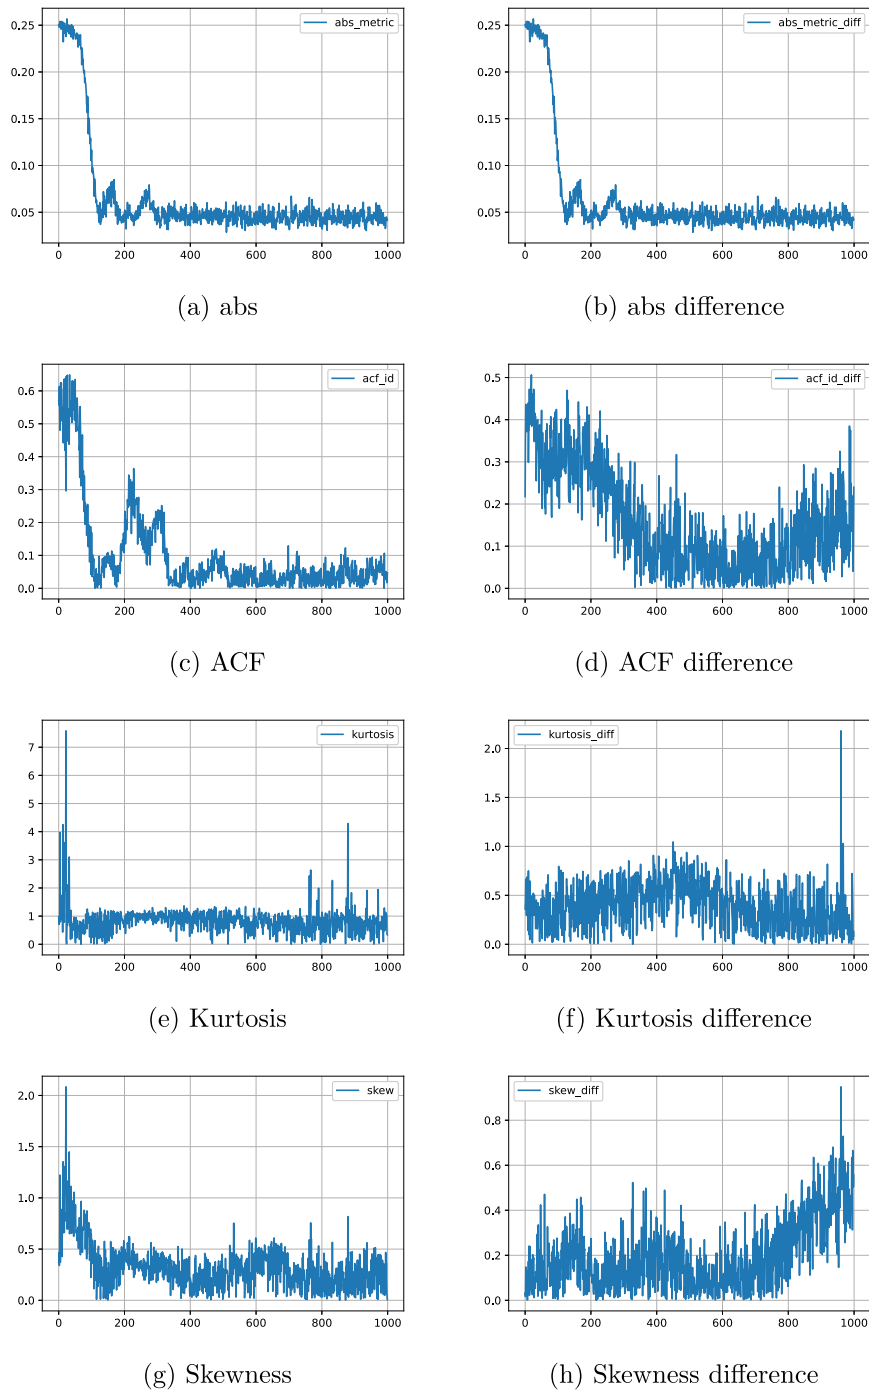 abs_metric
0.25
0.20
0.15
0.10
0.05
0 200 400 600 800 1000
(a) abs
abs_metric_diff
0.25
0.20
0.15
0.10
0.05
0 200 400 600 800 1000
(b) abs difference
acf_id
0.6
0.5
0.4
0.3
0.2
0.1
0.0
0 200 400 600 800 1000
(c) ACF
acf_id_diff
0.5
0.4
0.3
0.2
0.1
0.0
0 200 400 600 800 1000
(d) ACF difference
kurtosis
7
6
5
4
3
2
1
0
0 200 400 600 800 1000
(e) Kurtosis
kurtosis_diff
2.0
1.5
1.0
0.5
0.0
0 200 400 600 800 1000
(f) Kurtosis difference
skew
2.0
1.5
1.0
0.5
0.0
0 200 400 600 800 1000
(g) Skewness
skew_diff
0.8
0.6
0.4
0.2
0.0
0 200 400 600 800 1000
(h) Skewness difference